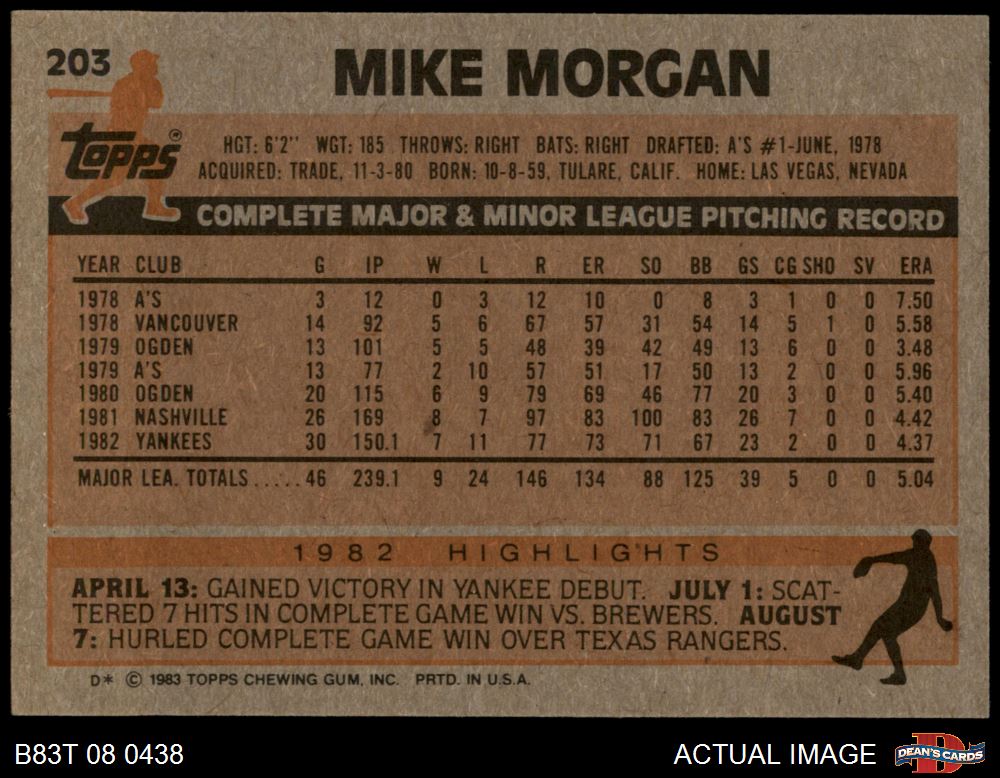 203
MIKE MORGAN
Topps®
HGT: 6'2" WGT: 185 THROWS: RIGHT BATS: RIGHT DRAFTED: A'S #1-JUNE, 1978
ACQUIRED: TRADE, 11-3-80 BORN: 10-8-59, TULARE, CALIF. HOME: LAS VEGAS, NEVADA
COMPLETE MAJOR & MINOR LEAGUE PITCHING RECORD
YEAR CLUB G IP W L R ER SO BB GS CG SHO SV ERA
1978 A'S 3 12 0 3 12 10 0 8 3 1 0 0 7.50
1978 VANCOUVER 14 92 5 6 67 57 31 54 14 5 1 0 5.58
1979 OGDEN 13 101 5 5 48 39 42 49 13 6 0 0 3.48
1979 A'S 13 77 2 10 57 51 17 50 13 2 0 0 5.96
1980 OGDEN 20 115 6 9 79 69 46 77 20 3 0 0 5.40
1981 NASHVILLE 26 169 8 7 97 83 100 83 26 7 0 0 4.42
1982 YANKEES 30 150.1 7 11 77 73 71 67 23 2 0 0 4.37
MAJOR LEA. TOTALS.....46 239.1 9 24 146 134 88 125 39 5 0 0 5.04
1982 HIGHLIGHTS
APRIL 13: GAINED VICTORY IN YANKEE DEBUT. JULY 1: SCAT-
TERED 7 HITS IN COMPLETE GAME WIN VS. BREWERS. AUGUST
7: HURLED COMPLETE GAME WIN OVER TEXAS RANGERS.
D* © 1983 TOPPS CHEWING GUM, INC. PRTD. IN U.S.A.
B83T 08 0438 ACTUAL IMAGE DEAN'S CARDS